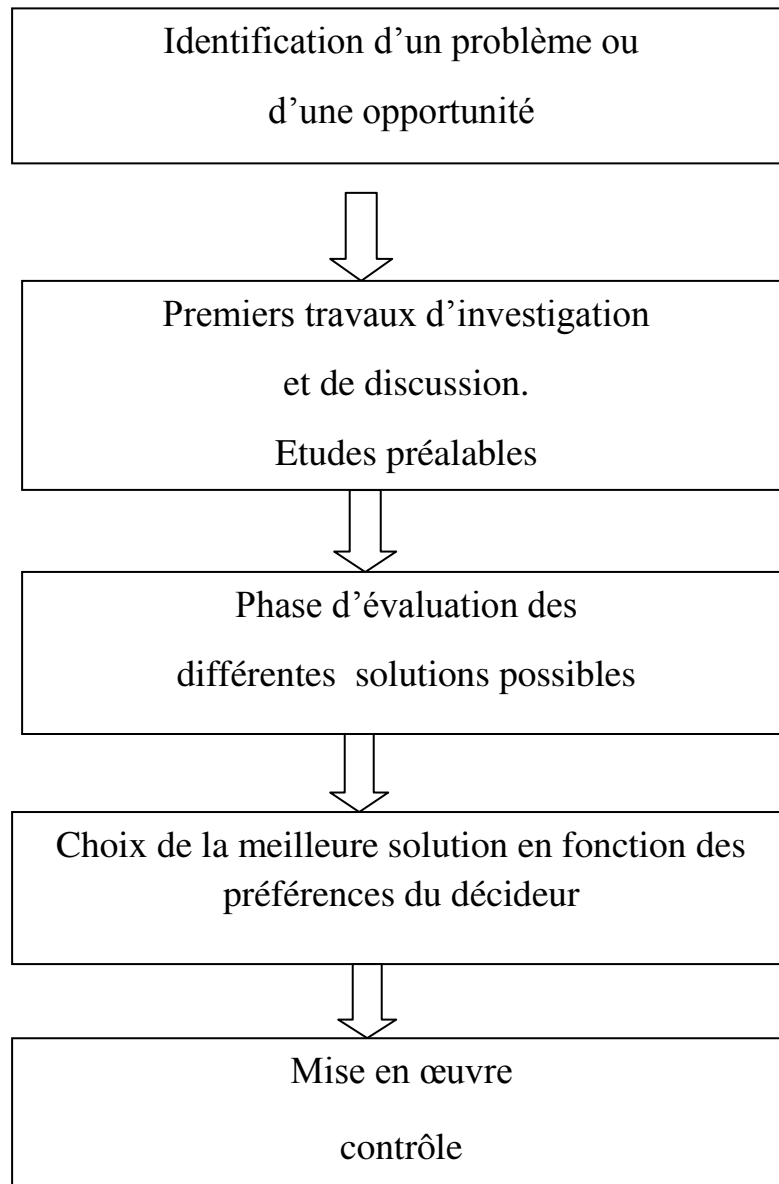 Identification d’un problème ou
d’une opportunité
Premiers travaux d’investigation
et de discussion.
Etudes préalables
Phase d’évaluation des
différentes  solutions possibles
Choix de la meilleure solution en fonction des
préférences du décideur
Mise en œuvre
contrôle